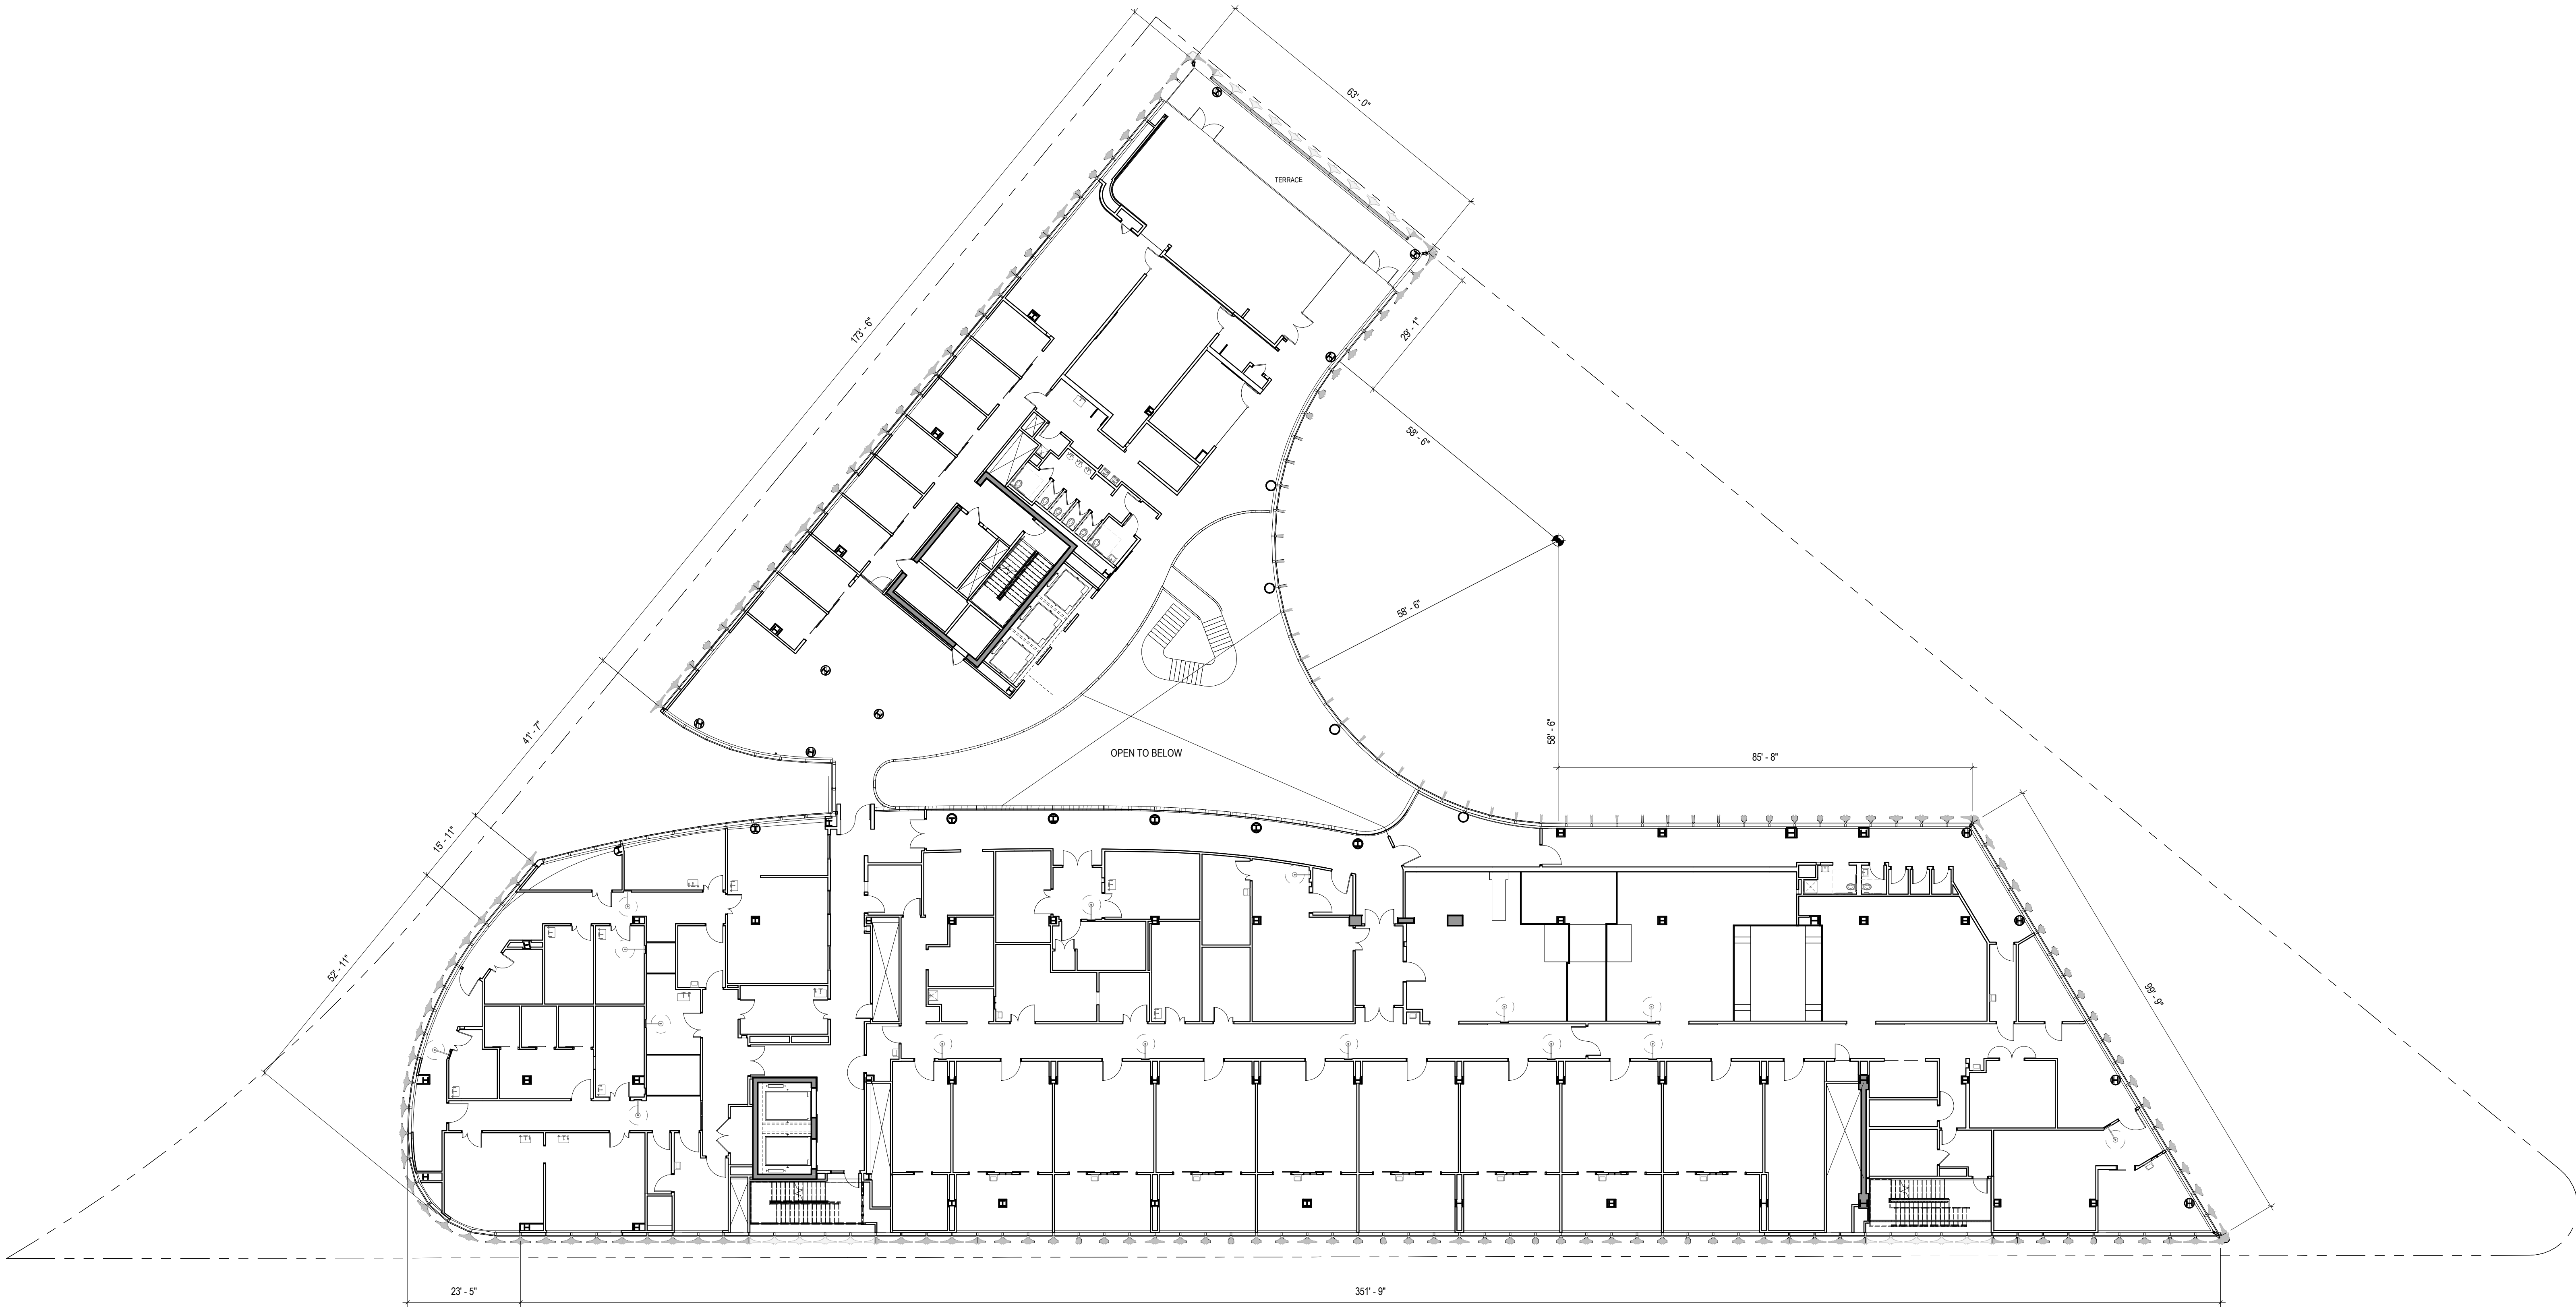 63' - 0"
TERRACE
173' - 6"
29' - 1"
58' - 6"
58' - 6"
58' - 6"
41' - 7"
OPEN TO BELOW
85' - 8"
15' - 11"
52' - 11"
99' - 9"
23' - 5"
351' - 9"